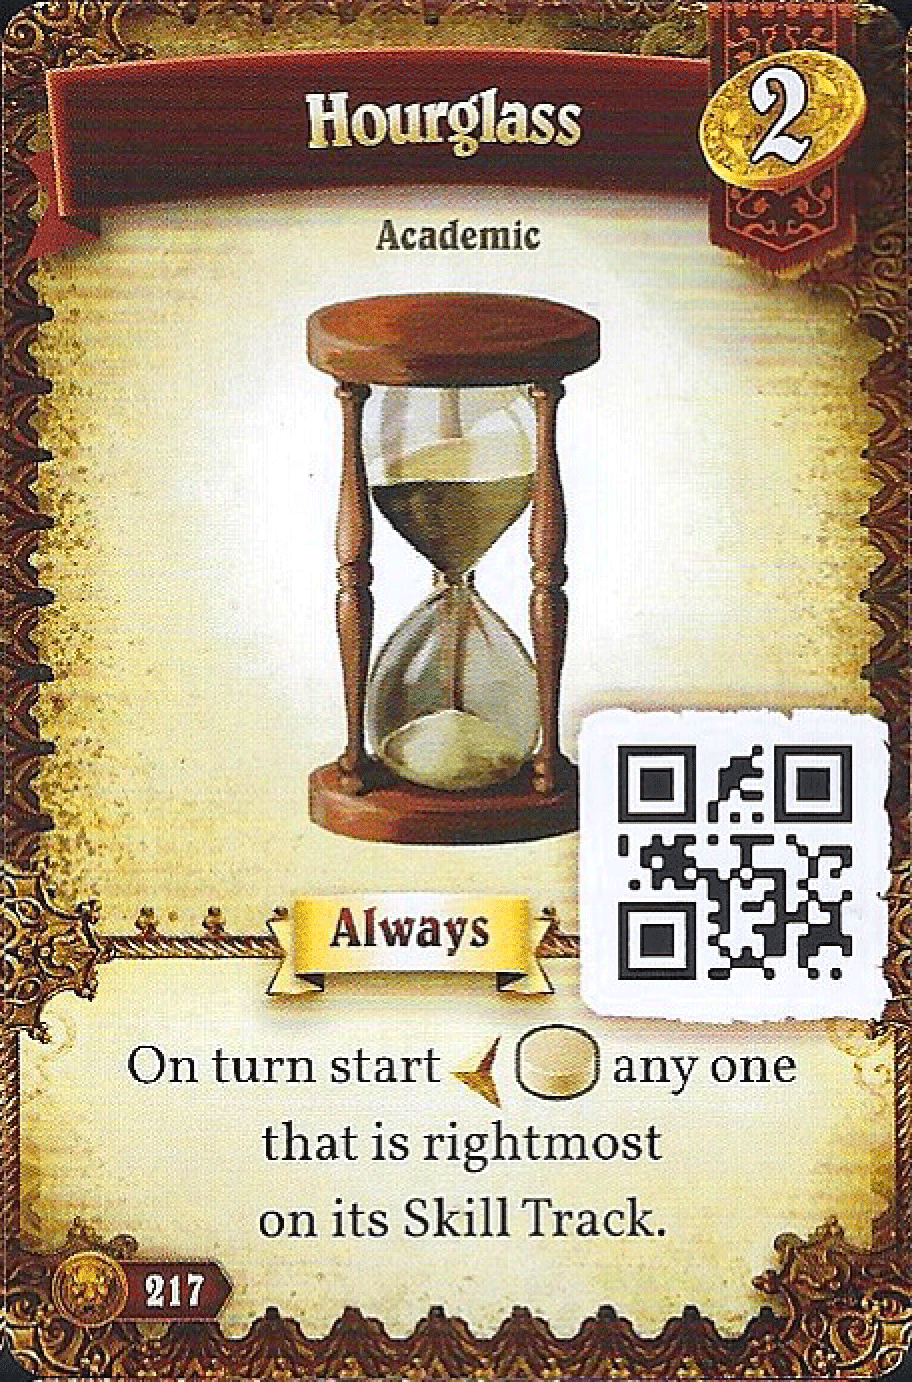 Hourglass
2
Academic
Always
On turn start any one
that is rightmost
on its Skill Track.
217